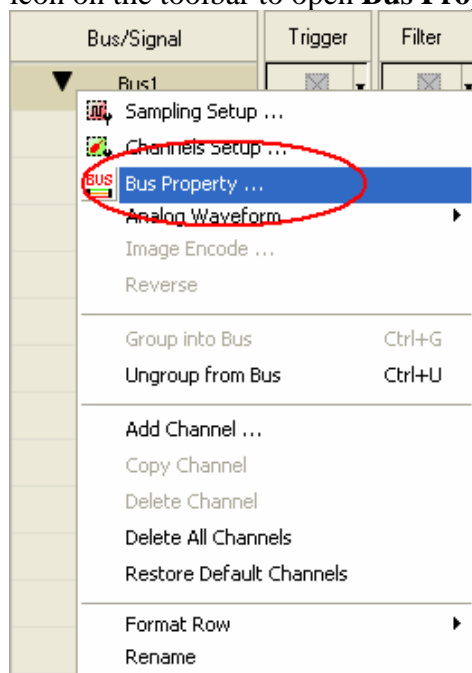 icon on the toolbar to open Bus Pro
Bus/Signal Trigger Filter
Bus1
Sampling Setup ...
Channels Setup ...
BUS Bus Property ...
Analog Waveform
Image Encode ...
Reverse
Group into Bus Ctrl+G
Ungroup from Bus Ctrl+U
Add Channel ...
Copy Channel
Delete Channel
Delete All Channels
Restore Default Channels
Format Row
Rename